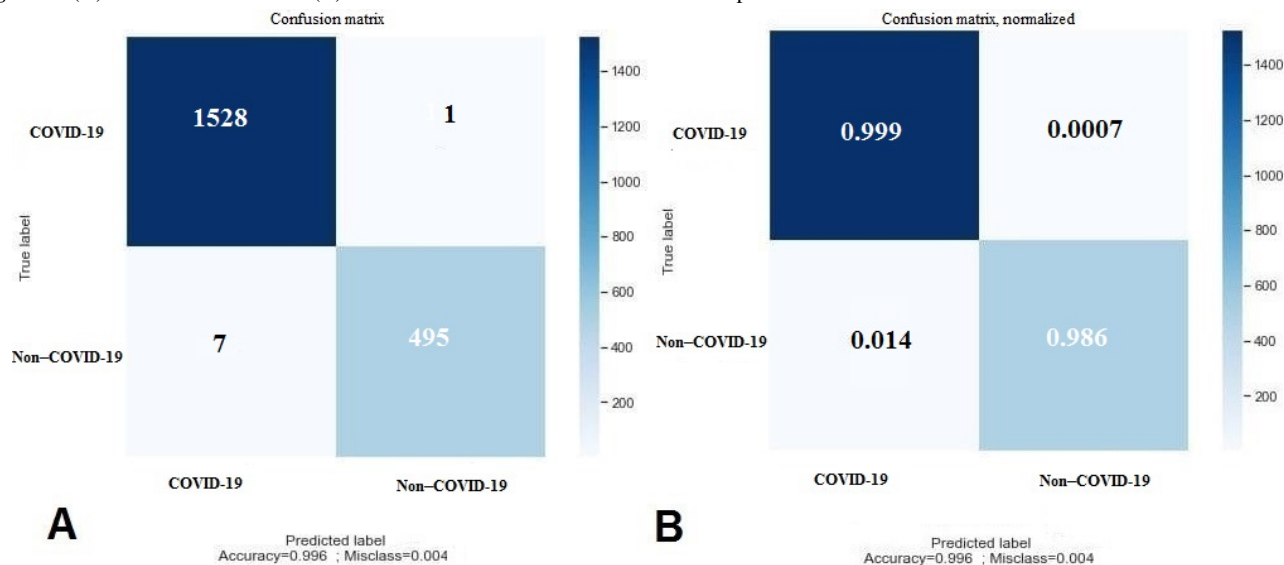 Confusion matrix
1528
1
COVID-19
7
495
Non–COVID-19
True label
1400
1200
1000
800
600
400
200
COVID-19
Non–COVID-19
A
Predicted label
Accuracy=0.996 ; Misclass=0.004
Confusion matrix, normalized
0.999
0.0007
COVID-19
0.014
0.986
Non–COVID-19
True label
1400
1200
1000
800
600
400
200
COVID-19
Non–COVID-19
B
Predicted label
Accuracy=0.996 ; Misclass=0.004